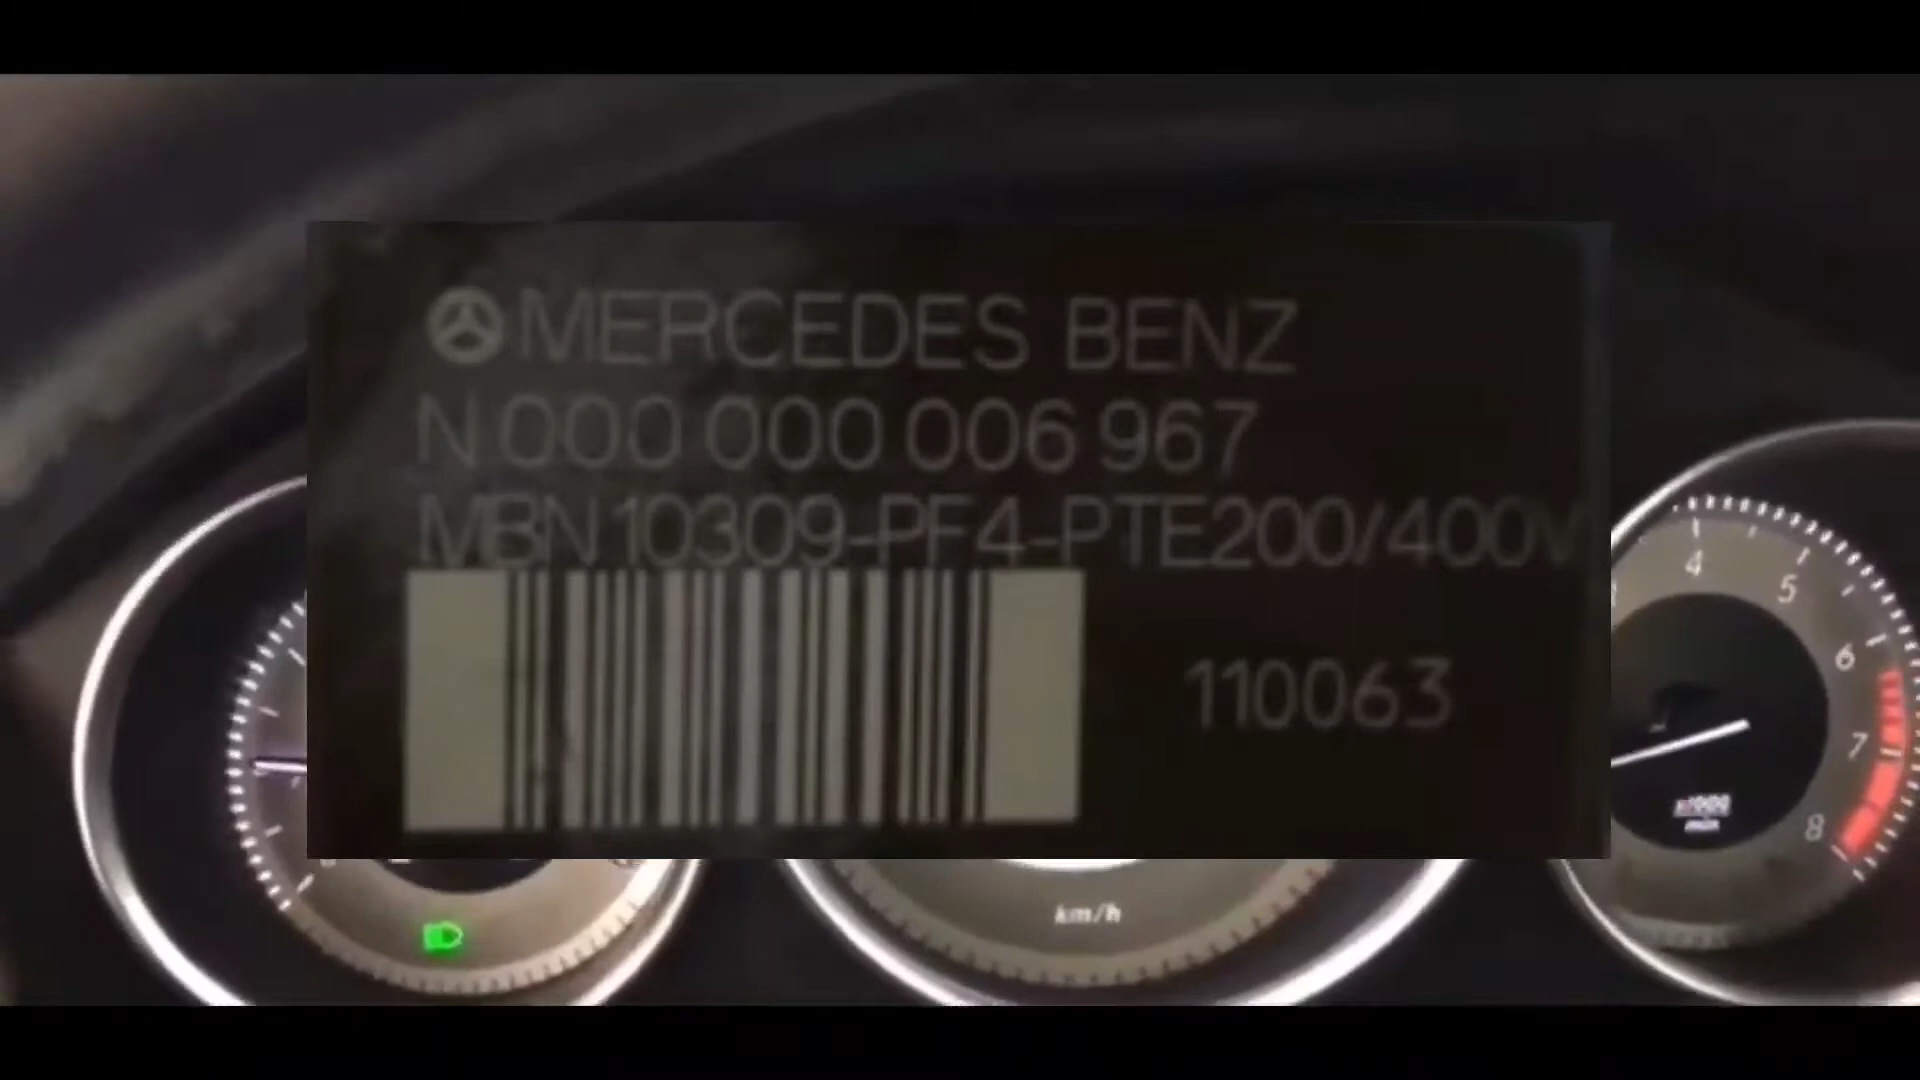 MERCEDES BENZ
N 000 000 006 967
MBN 10309-PF4-PTE200/400V
110063
4
5
6
7
8
km/h